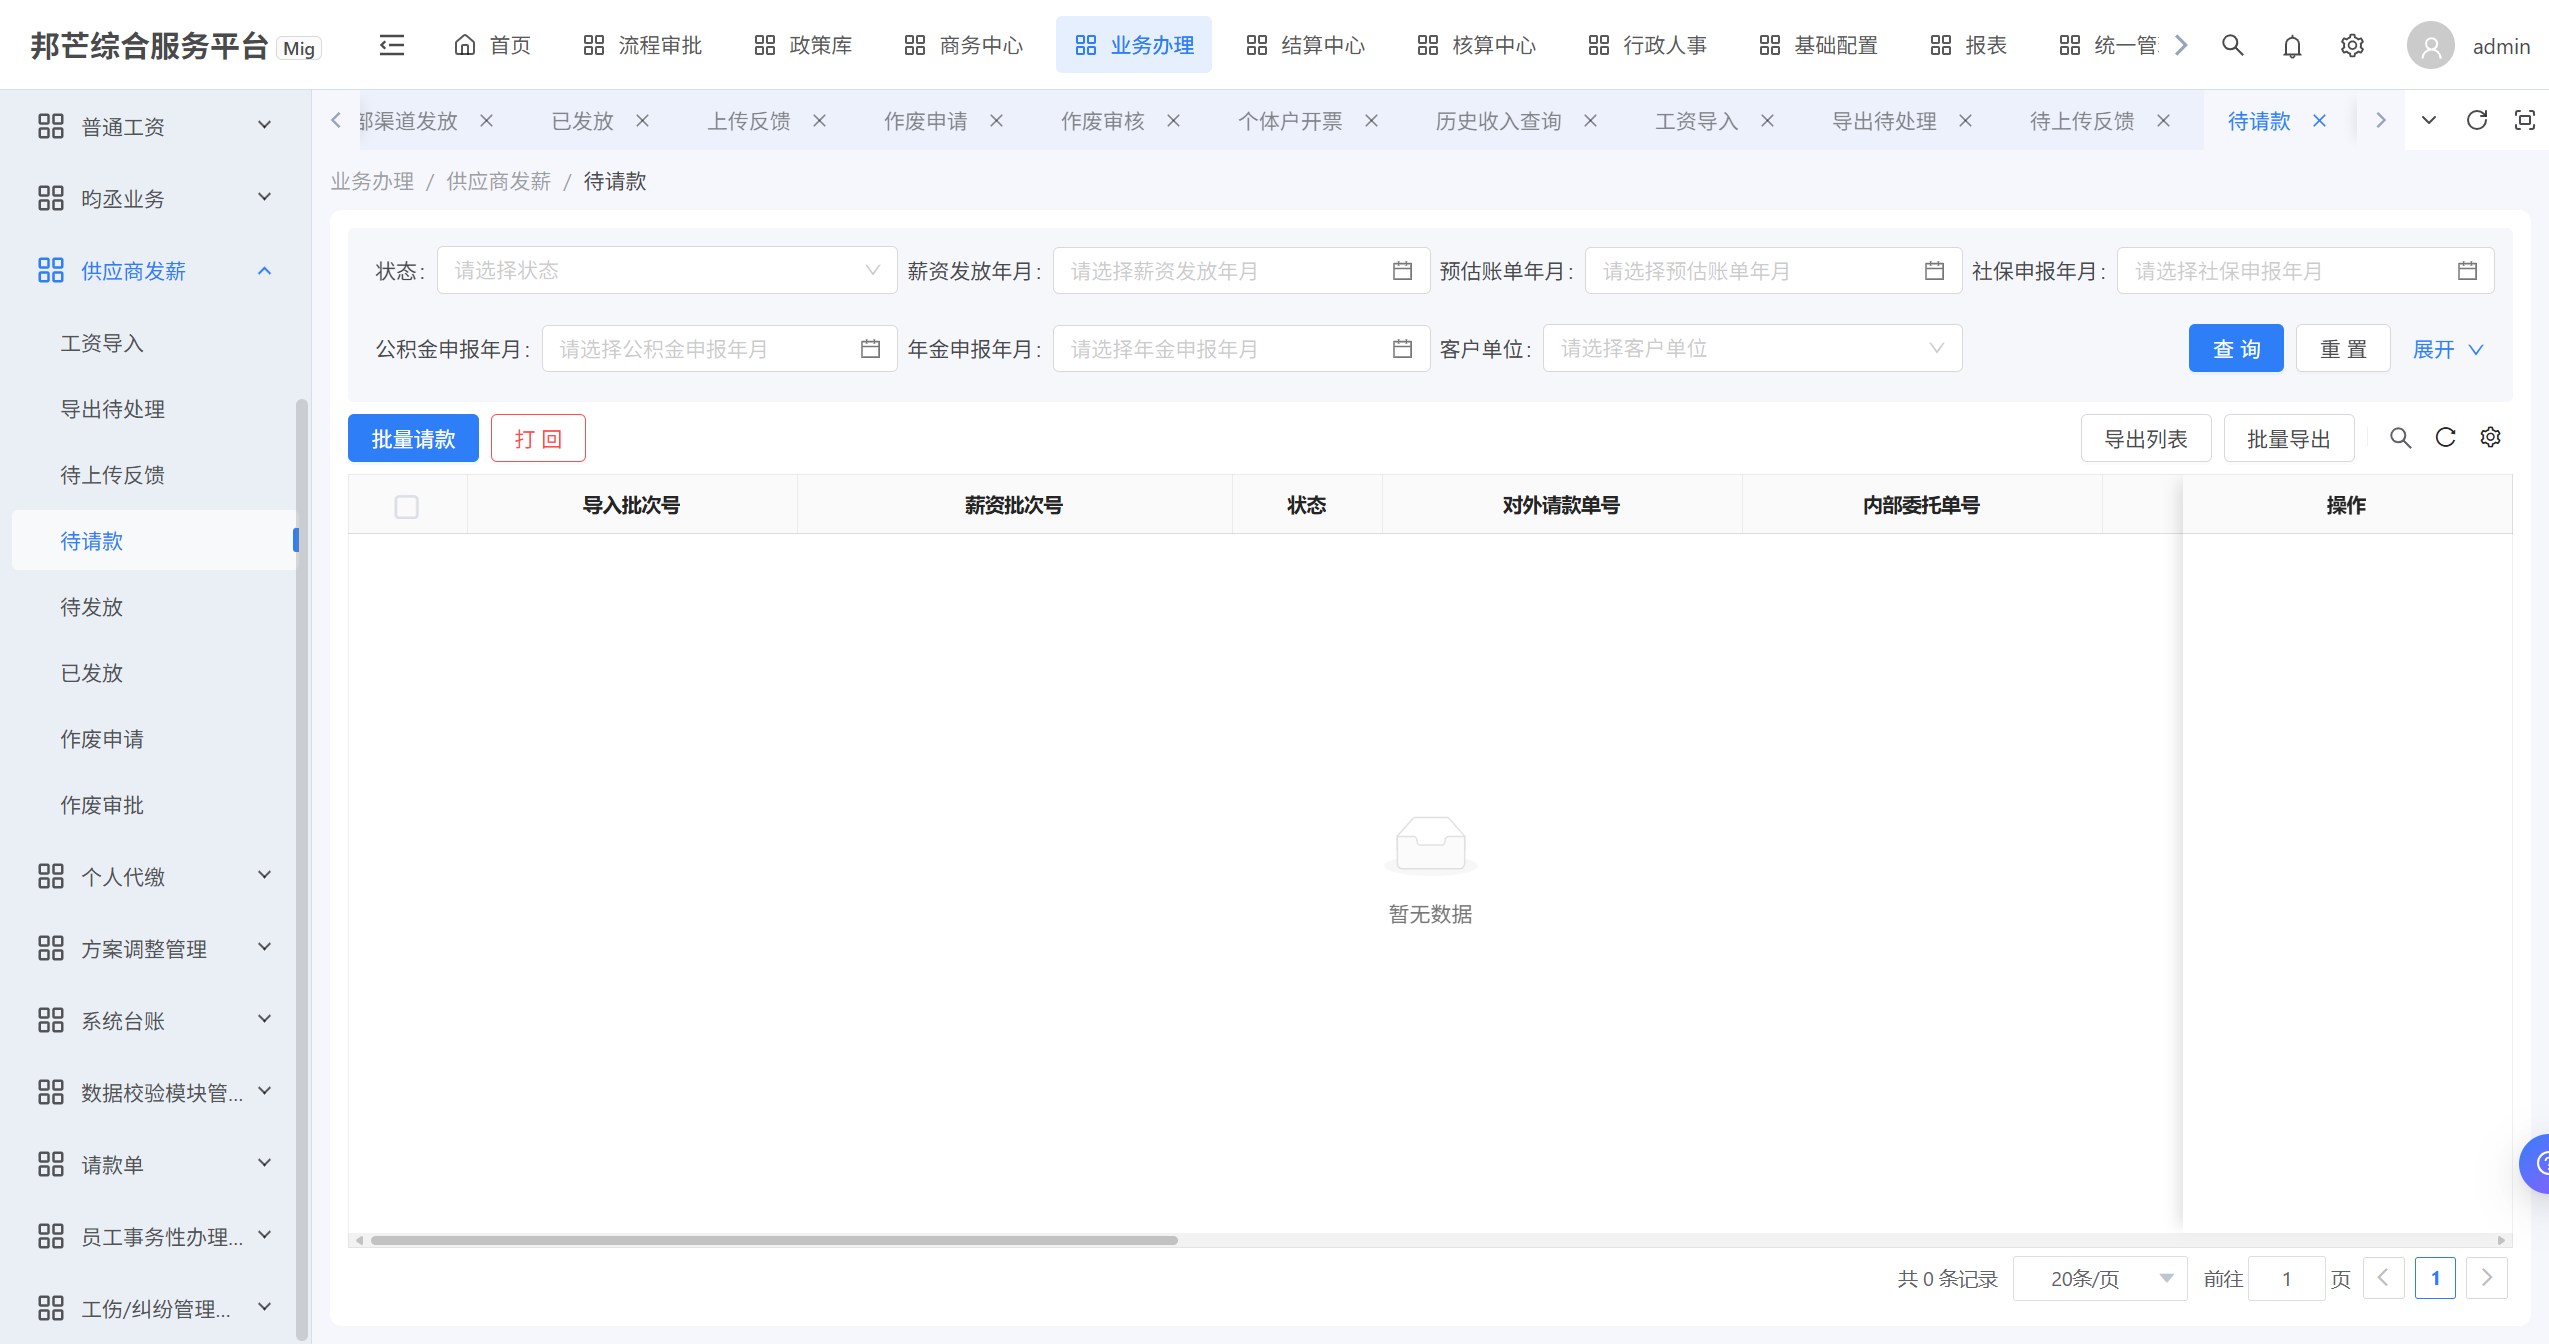 邦芒综合服务平台 Mig
首页 流程审批 政策库 商务中心 业务办理 结算中心 核算中心 行政人事 基础配置 报表 统一管
admin
普通工资
昀丞业务
供应商发薪
工资导入
导出待处理
待上传反馈
待请款
待发放
已发放
作废申请
作废审批
个人代缴
方案调整管理
系统台账
数据校验模块管...
请款单
员工事务性办理...
工伤/纠纷管理...
部渠道发放 已发放 上传反馈 作废申请 作废审核 个体户开票 历史收入查询 工资导入 导出待处理 待上传反馈 待请款
业务办理 / 供应商发薪 / 待请款
状态: 请选择状态 薪资发放年月: 请选择薪资发放年月 预估账单年月: 请选择预估账单年月 社保申报年月: 请选择社保申报年月
公积金申报年月: 请选择公积金申报年月 年金申报年月: 请选择年金申报年月 客户单位: 请选择客户单位 查 询 重 置 展开
批量请款 打 回 导出列表 批量导出
导入批次号 薪资批次号 状态 对外请款单号 内部委托单号 操作
暂无数据
共 0 条记录 20条/页 前往 1 页 1